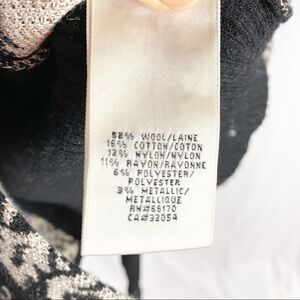 52% WOOL/LAINE
16% COTTON/COTON
12% NYLON/NYLON
11% RAYON/RAYONNE
6% POLYESTER/
POLYESTER
3% METALLIC/
METALLIQUE
RN#65170
CA#32054